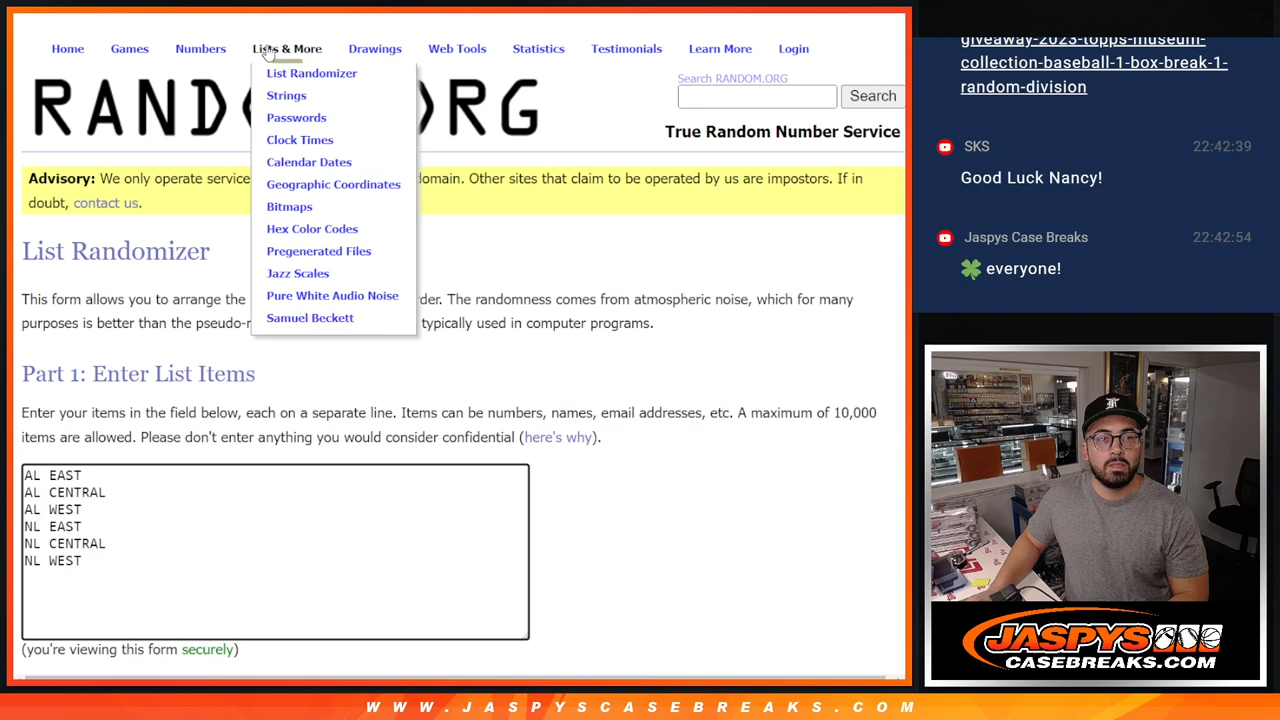 Home Games Numbers Lists & More Drawings Web Tools Statistics Testimonials Learn More Login
List Randomizer
Strings
Passwords
Clock Times
Calendar Dates
Geographic Coordinates
Bitmaps
Hex Color Codes
Pregenerated Files
Jazz Scales
Pure White Audio Noise
Samuel Beckett
Search RANDOM.ORG
Search
True Random Number Service
Advisory: We only operate service domain. Other sites that claim to be operated by us are impostors. If in
doubt, contact us.
List Randomizer
This form allows you to arrange the order. The randomness comes from atmospheric noise, which for many
purposes is better than the typically used in computer programs.
Part 1: Enter List Items
Enter your items in the field below, each on a separate line. Items can be numbers, names, email addresses, etc. A maximum of 10,000
items are allowed. Please don't enter anything you would consider confidential (here's why).
AL EAST
AL CENTRAL
AL WEST
NL EAST
NL CENTRAL
NL WEST
(you're viewing this form securely)
giveaway-2023-topps-museum-
collection-baseball-1-box-break-1-
random-division
SKS 22:42:39
Good Luck Nancy!
Jaspys Case Breaks 22:42:54
🍀 everyone!
JASPYS
CASEBREAKS.COM
WWW.JASPYSCASEBREAKS.COM